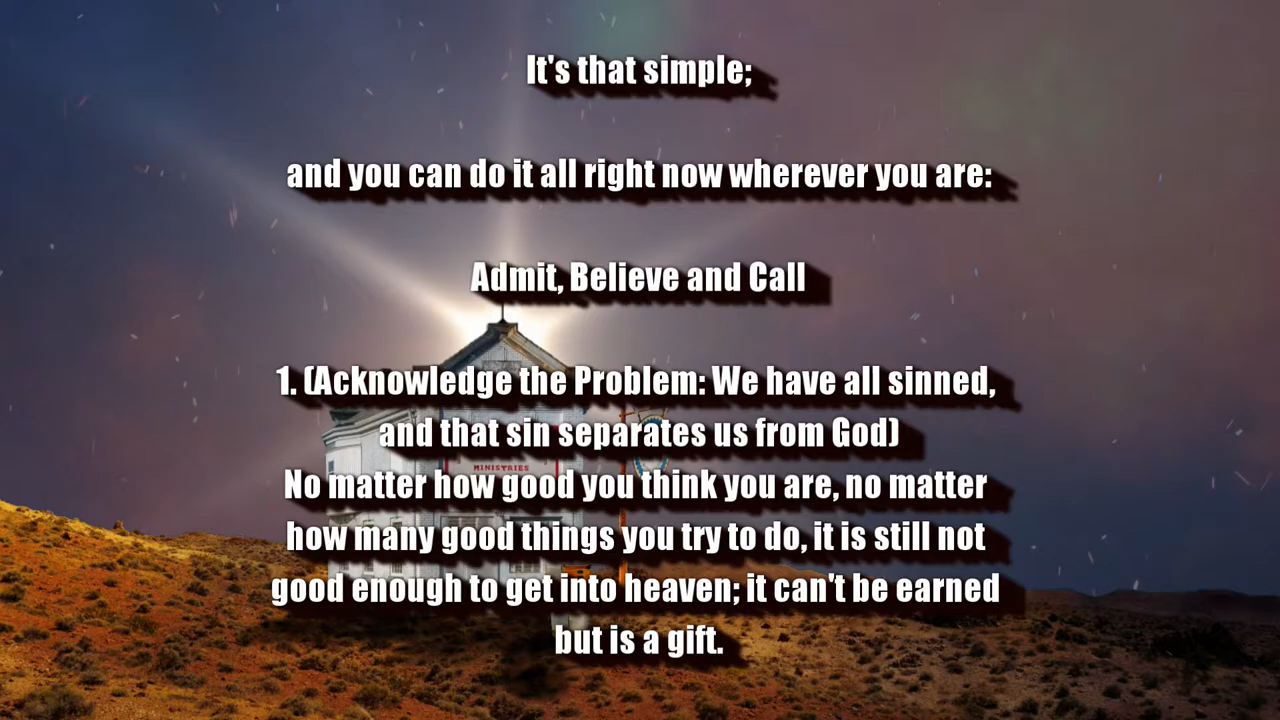 It's that simple;
and you can do it all right now wherever you are:
Admit, Believe and Call
1. (Acknowledge the Problem: We have all sinned,
and that sin separates us from God)
MINISTRIES
No matter how good you think you are, no matter
how many good things you try to do, it is still not
good enough to get into heaven; it can't be earned
but is a gift.